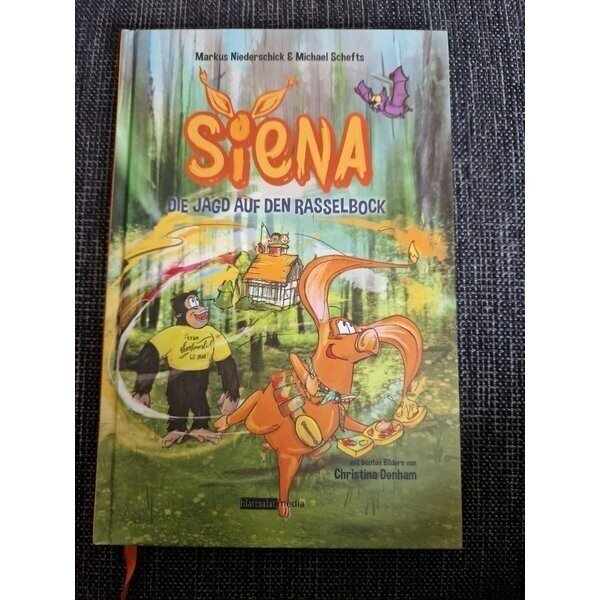 Markus Niederschick & Michael Schefts
SiENA
DIE JAGD AUF DEN RASSELBOCK
mit bunten Bildern von
Christina Denham
blattsalat media